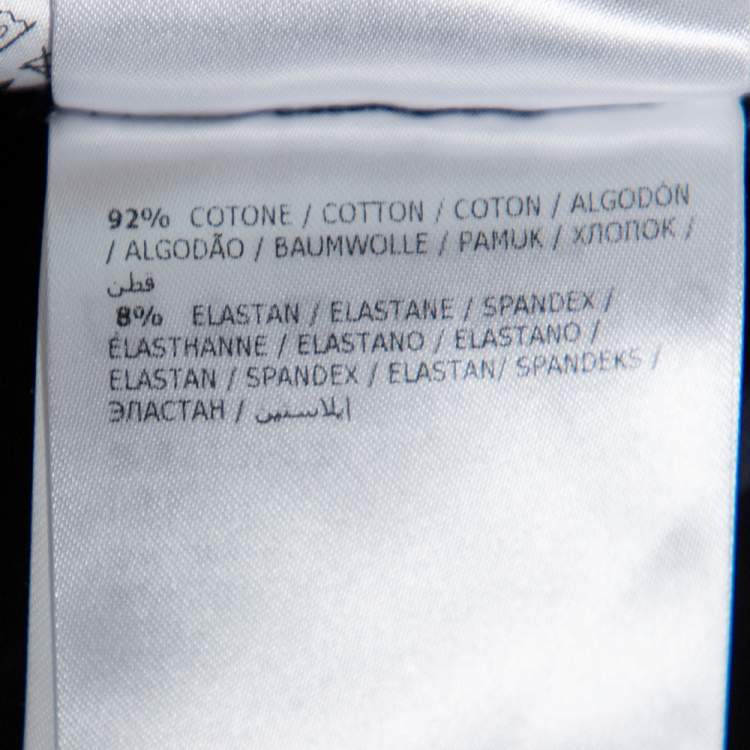 92% COTONE / COTTON / COTON / ALGODÓN
/ ALGODÃO / BAUMWOLLE / PAMUK / ХЛОПОК /
قطن
8% ELASTAN / ELASTANE / SPANDEX /
ÉLASTHANNE / ELASTANO / ELASTANO /
ELASTAN / SPANDEX / ELASTAN/ SPANDEKS /
ЭЛАСТАН / ايلاستين